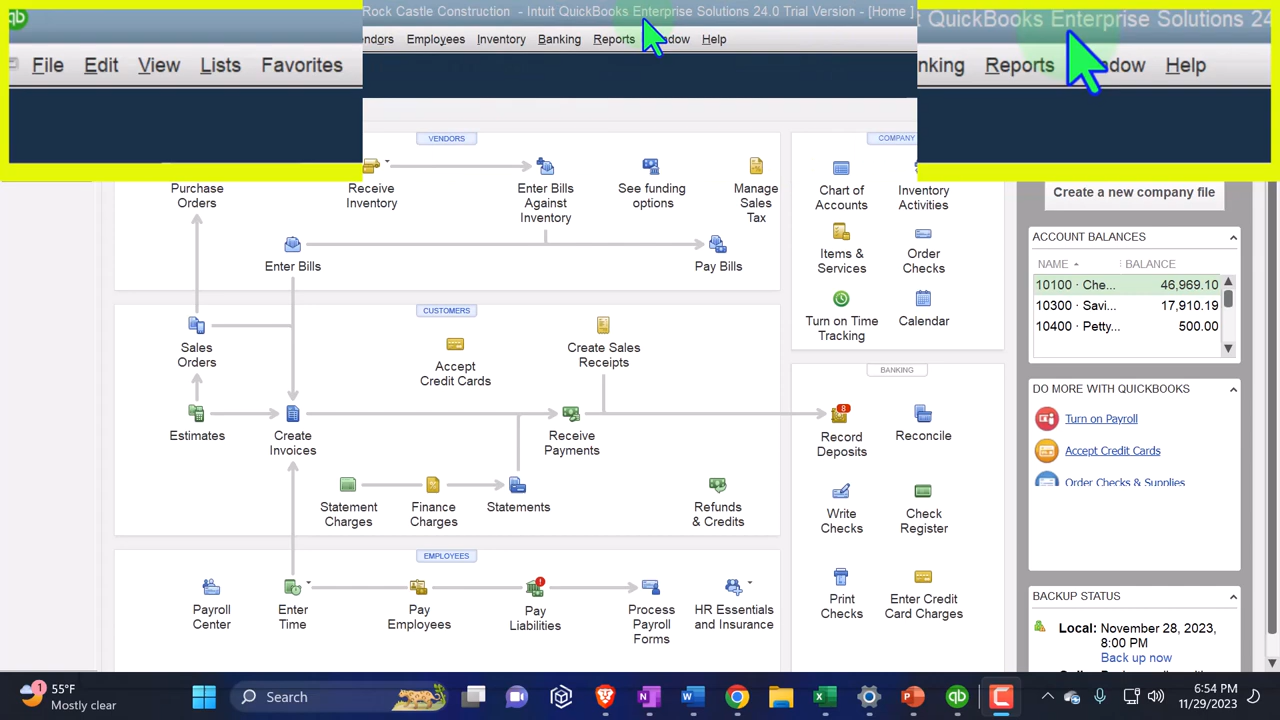 Rock Castle Construction - Intuit QuickBooks Enterprise Solutions 24.0 Trial Version - [Home ]
t QuickBooks Enterprise Solutions 24
File Edit View Lists Favorites
Employees Inventory Banking Reports Help
Reports Help
VENDORS
Purchase
Orders
Receive
Inventory
Enter Bills
Against
Inventory
See funding
options
Manage
Sales
Tax
Enter Bills
Pay Bills
CUSTOMERS
Sales
Orders
Accept
Credit Cards
Create Sales
Receipts
Estimates
Create
Invoices
Receive
Payments
Statement
Charges
Finance
Charges
Statements
Refunds
& Credits
EMPLOYEES
Payroll
Center
Enter
Time
Pay
Employees
Pay
Liabilities
Process
Payroll
Forms
HR Essentials
and Insurance
COMPANY
Chart of
Accounts
Inventory
Activities
Items &
Services
Order
Checks
Turn on Time
Tracking
Calendar
BANKING
8
Record
Deposits
Reconcile
Write
Checks
Check
Register
Print
Checks
Enter Credit
Card Charges
Create a new company file
ACCOUNT BALANCES
NAME BALANCE
10100 · Che... 46,969.10
10300 · Savi... 17,910.19
10400 · Petty... 500.00
DO MORE WITH QUICKBOOKS
Turn on Payroll
Accept Credit Cards
Order Checks & Supplies
BACKUP STATUS
Local: November 28, 2023,
8:00 PM
Back up now
1
55°F
Mostly clear
Search
6:54 PM
11/29/2023